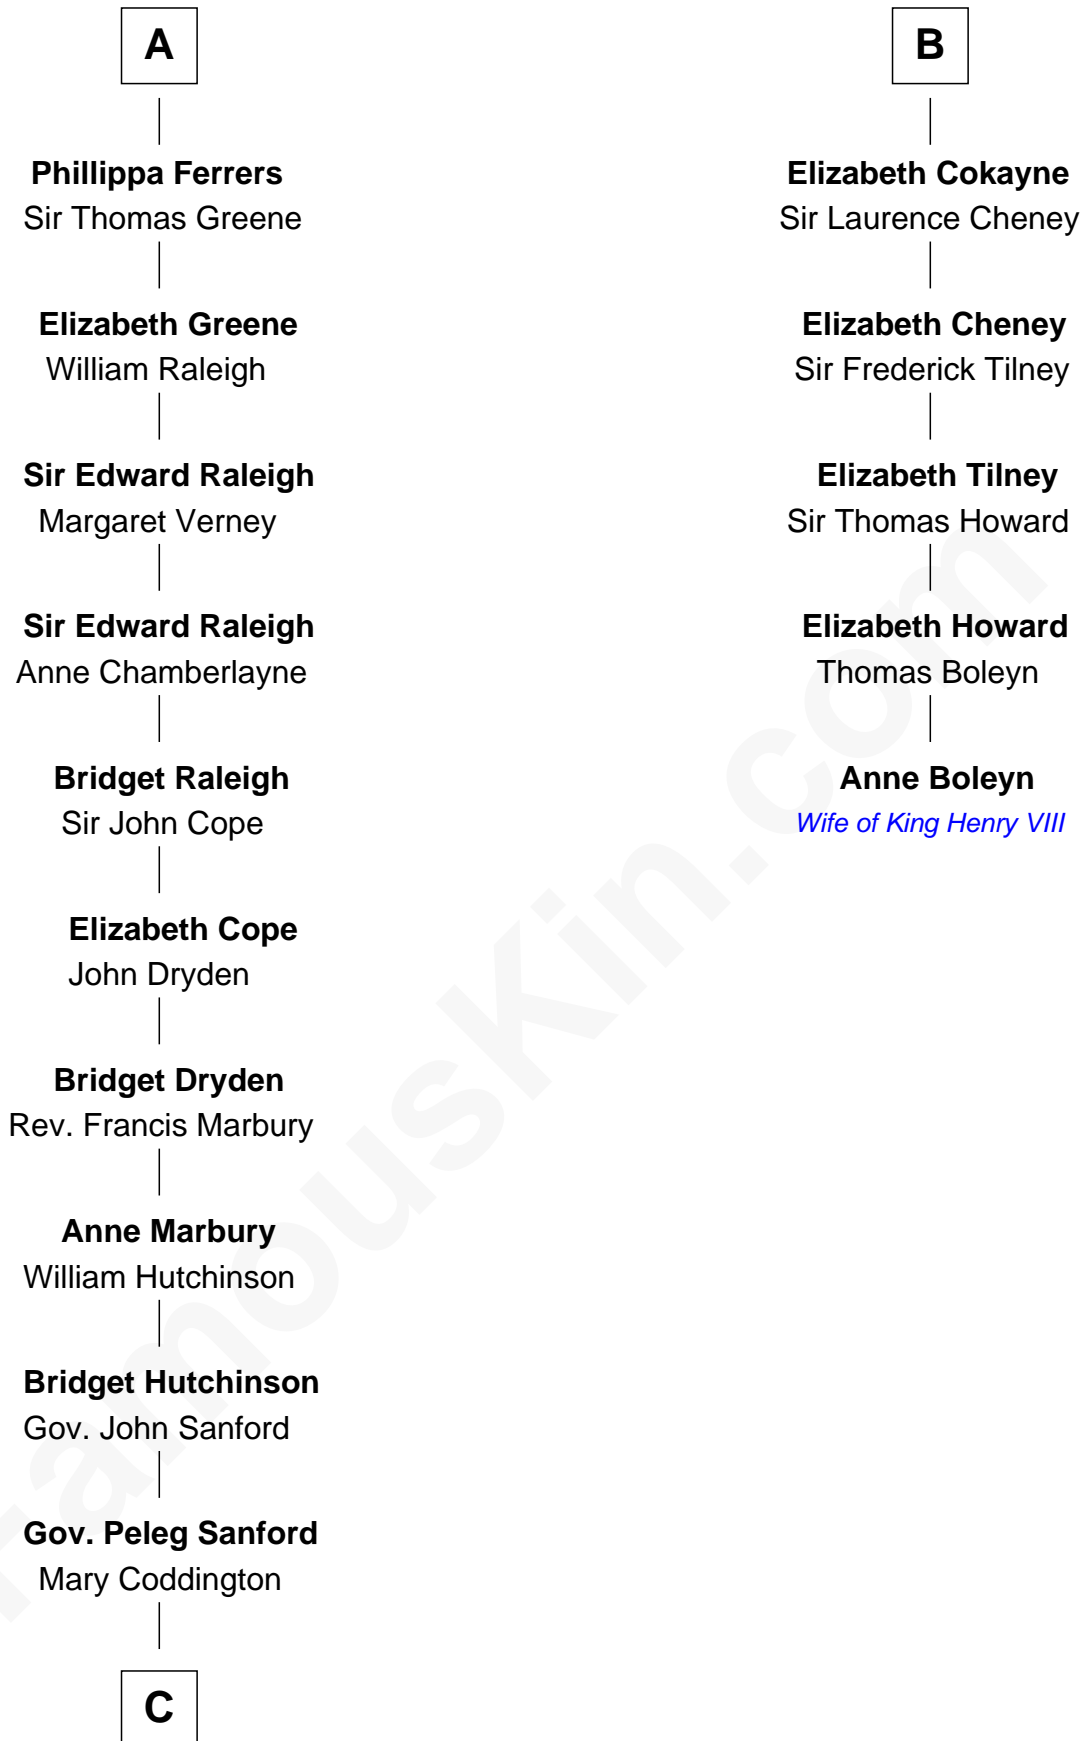 A
Phillippa Ferrers
Sir Thomas Greene
Elizabeth Greene
William Raleigh
Sir Edward Raleigh
Margaret Verney
Sir Edward Raleigh
Anne Chamberlayne
Bridget Raleigh
Sir John Cope
Elizabeth Cope
John Dryden
Bridget Dryden
Rev. Francis Marbury
Anne Marbury
William Hutchinson
Bridget Hutchinson
Gov. John Sanford
Gov. Peleg Sanford
Mary Coddington
C
B
Elizabeth Cokayne
Sir Laurence Cheney
Elizabeth Cheney
Sir Frederick Tilney
Elizabeth Tilney
Sir Thomas Howard
Elizabeth Howard
Thomas Boleyn
Anne Boleyn
Wife of King Henry VIII
FamousKin.com